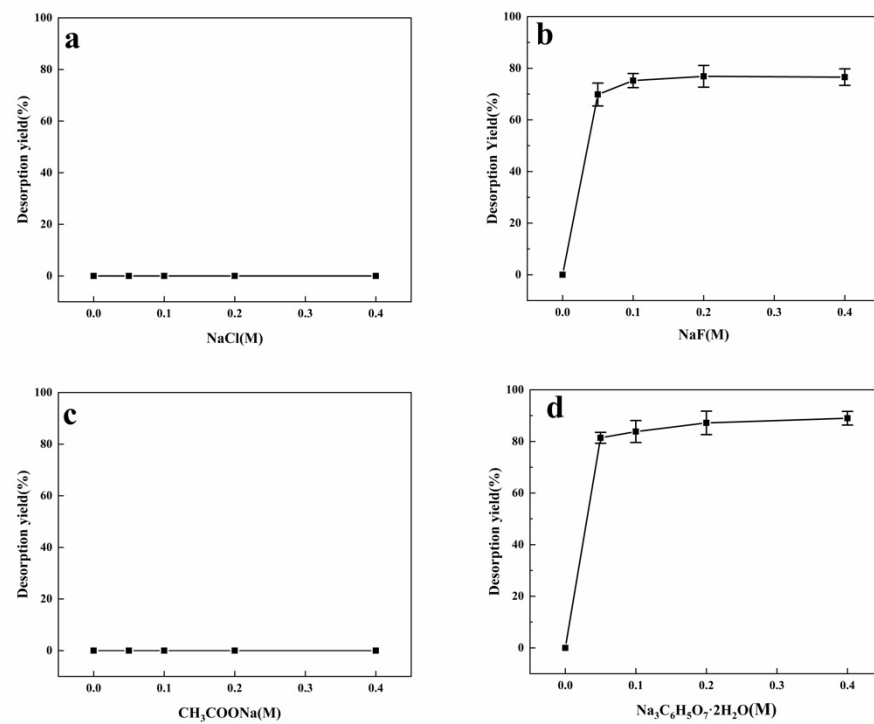 a
100
80
60
40
20
0
Desorption yield(%)
0.0 0.1 0.2 0.3 0.4
NaCl(M)
b
100
80
60
40
20
0
Desorption Yield(%)
0.0 0.1 0.2 0.3 0.4
NaF(M)
c
100
80
60
40
20
0
Desorption yield(%)
0.0 0.1 0.2 0.3 0.4
CH₃COONa(M)
d
100
80
60
40
20
0
Desorption yield(%)
0.0 0.1 0.2 0.3 0.4
Na₃C₆H₅O₇·2H₂O(M)